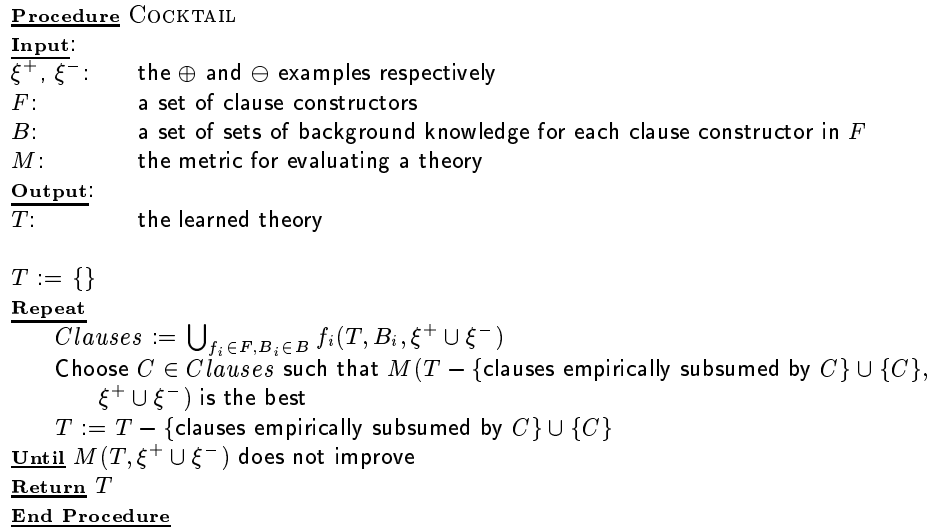 Procedure COCKTAIL
Input:
ξ⁺, ξ⁻: the ⊕ and ⊖ examples respectively
F: a set of clause constructors
B: a set of sets of background knowledge for each clause constructor in F
M: the metric for evaluating a theory
Output:
T: the learned theory
T := {}
Repeat
Clauses := ⋃_{f_i∈F,B_i∈B} f_i(T, B_i, ξ⁺ ∪ ξ⁻)
Choose C ∈ Clauses such that M(T − {clauses empirically subsumed by C} ∪ {C},
ξ⁺ ∪ ξ⁻) is the best
T := T − {clauses empirically subsumed by C} ∪ {C}
Until M(T, ξ⁺ ∪ ξ⁻) does not improve
Return T
End Procedure